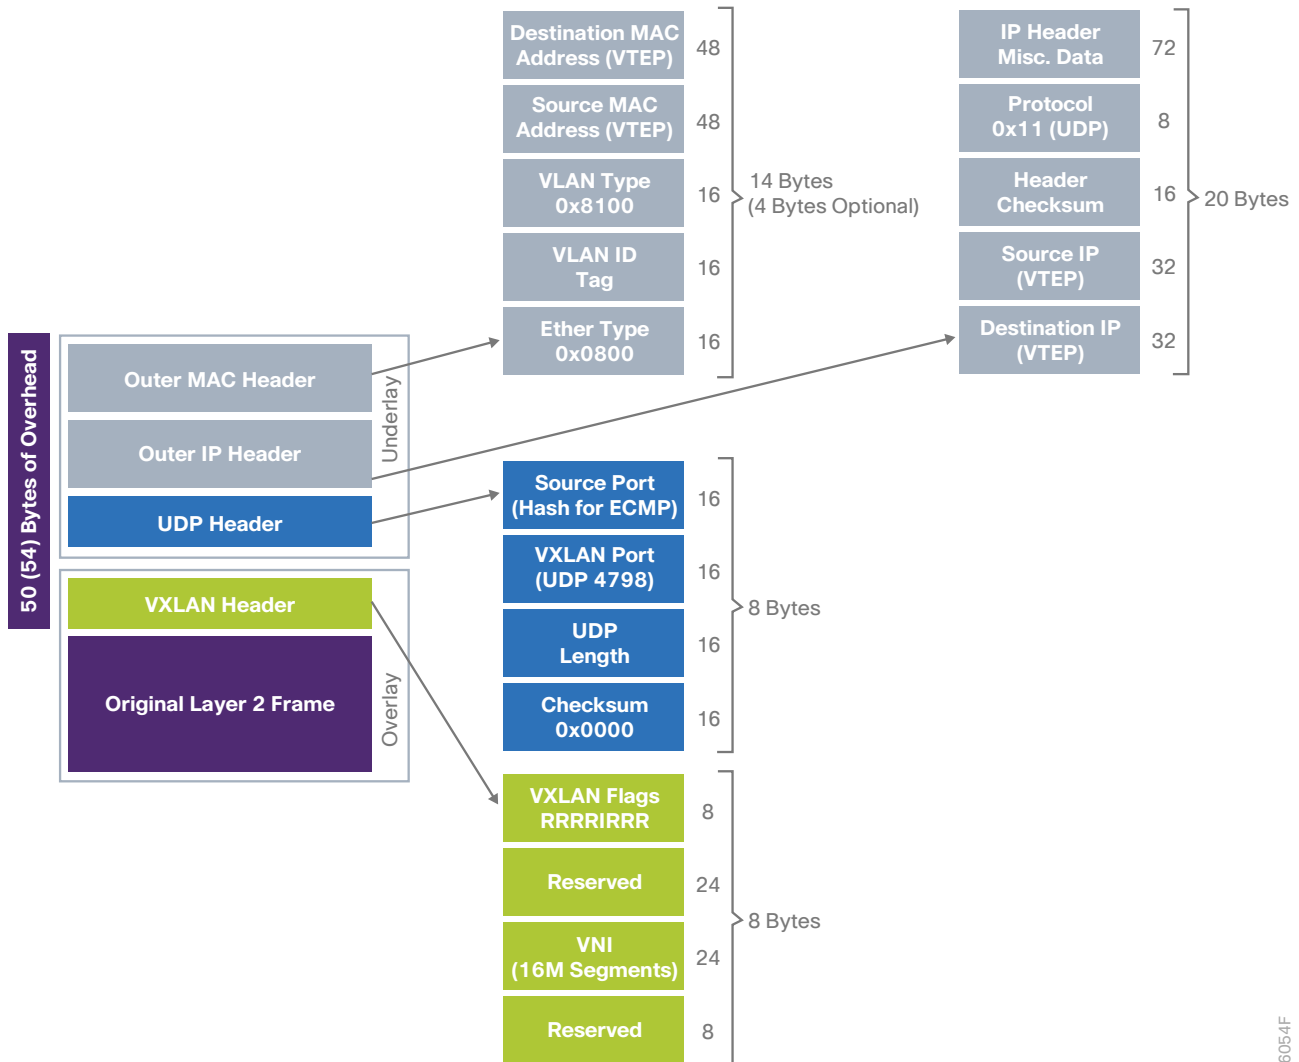 50 (54) Bytes of Overhead
Outer MAC Header
Outer IP Header
UDP Header
Underlay
VXLAN Header
Original Layer 2 Frame
Overlay
Destination MAC
Address (VTEP)
48
Source MAC
Address (VTEP)
48
VLAN Type
0x8100
16
VLAN ID
Tag
16
Ether Type
0x0800
16
14 Bytes
(4 Bytes Optional)
IP Header
Misc. Data
72
Protocol
0x11 (UDP)
8
Header
Checksum
16
Source IP
(VTEP)
32
Destination IP
(VTEP)
32
20 Bytes
Source Port
(Hash for ECMP)
16
VXLAN Port
(UDP 4798)
16
UDP
Length
16
Checksum
0x0000
16
8 Bytes
VXLAN Flags
RRRRIRRR
8
Reserved
24
VNI
(16M Segments)
24
Reserved
8
8 Bytes
6054F